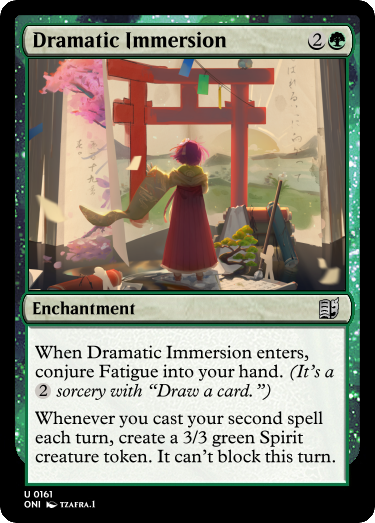 Dramatic Immersion 2
Enchantment
When Dramatic Immersion enters,
conjure Fatigue into your hand. (It's a
2 sorcery with “Draw a card.”)
Whenever you cast your second spell
each turn, create a 3/3 green Spirit
creature token. It can't block this turn.
U 0161
ONI TZAFRA.1